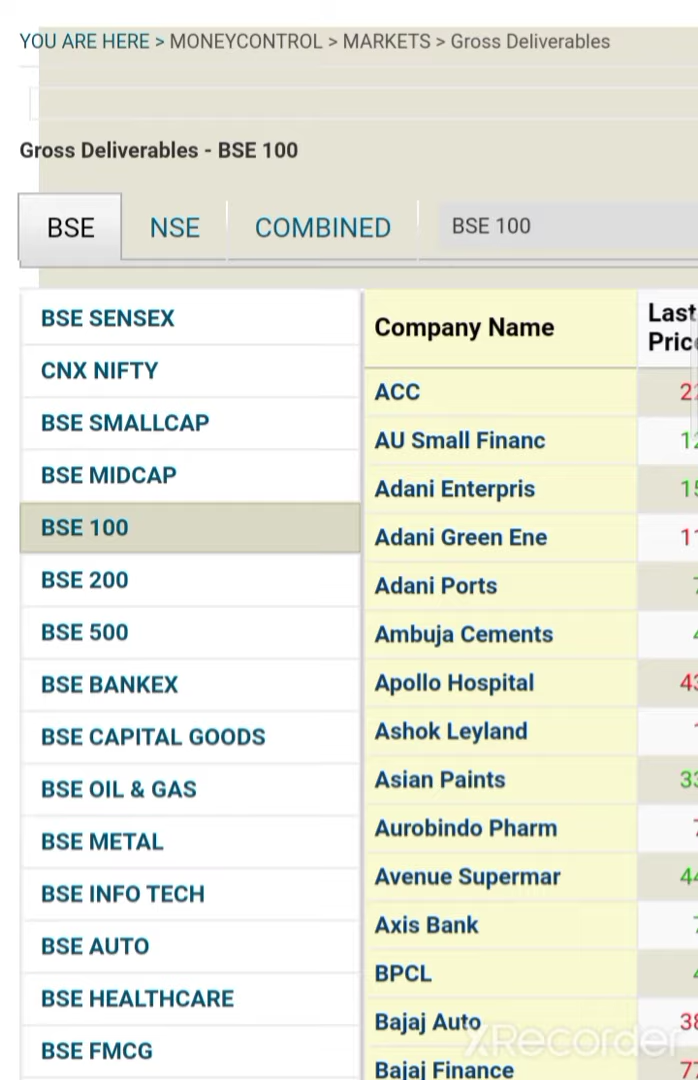 YOU ARE HERE > MONEYCONTROL > MARKETS > Gross Deliverables
Gross Deliverables - BSE 100
BSE NSE COMBINED BSE 100
BSE SENSEX
CNX NIFTY
BSE SMALLCAP
BSE MIDCAP
BSE 100
BSE 200
BSE 500
BSE BANKEX
BSE CAPITAL GOODS
BSE OIL & GAS
BSE METAL
BSE INFO TECH
BSE AUTO
BSE HEALTHCARE
BSE FMCG
Company Name
ACC
AU Small Financ
Adani Enterpris
Adani Green Ene
Adani Ports
Ambuja Cements
Apollo Hospital
Ashok Leyland
Asian Paints
Aurobindo Pharm
Avenue Supermar
Axis Bank
BPCL
Bajaj Auto
Bajaj Finance
Last
XRecorder